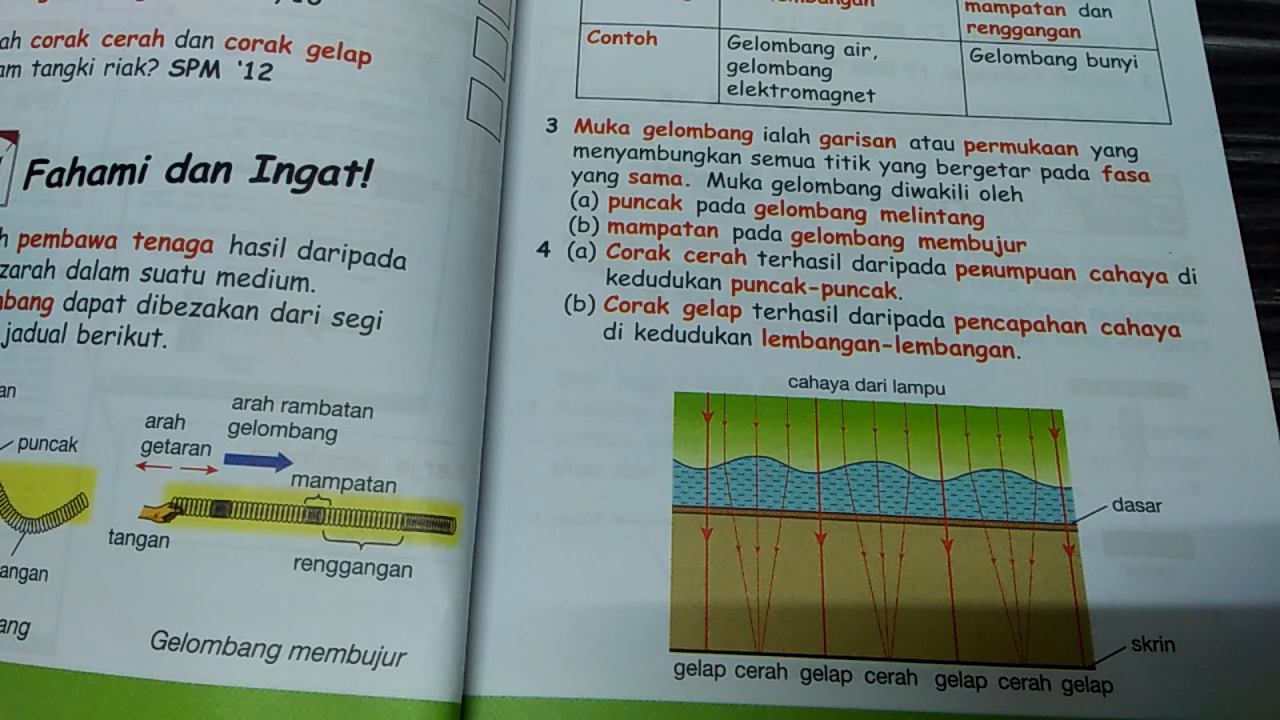 ah corak cerah dan corak gelap
am tangki riak? SPM '12
Fahami dan Ingat!
pembawa tenaga hasil daripada
zarah dalam suatu medium.
dapat dibezakan dari segi
jadual berikut.
an
puncak
arah
getaran
arah rambatan
gelombang
mampatan
tangan
renggangan
angan
ang
Gelombang membujur
mampatan dan
renggangan
Contoh
Gelombang air,
gelombang
elektromagnet
Gelombang bunyi
3 Muka gelombang ialah garisan atau permukaan yang
menyambungkan semua titik yang bergetar pada fasa
yang sama. Muka gelombang diwakili oleh
(a) puncak pada gelombang melintang
(b) mampatan pada gelombang membujur
4 (a) Corak cerah terhasil daripada penumpuan cahaya di
kedudukan puncak-puncak.
(b) Corak gelap terhasil daripada pencapahan cahaya
di kedudukan lembangan-lembangan.
cahaya dari lampu
dasar
skrin
gelap cerah gelap cerah gelap cerah gelap